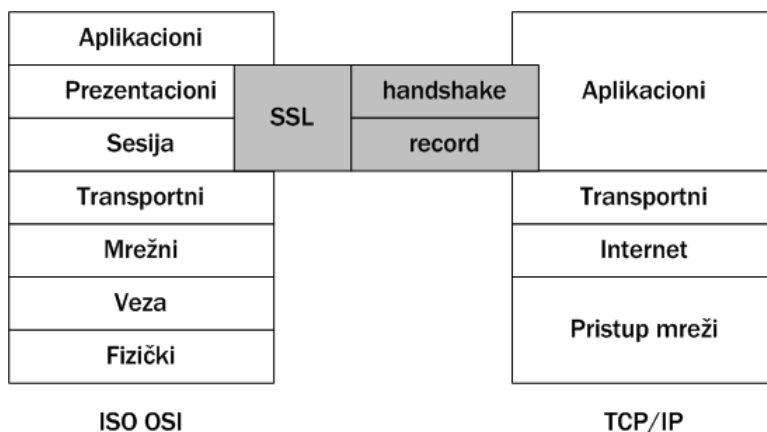 Aplikacioni
Prezentacioni
Sesija
Transportni
Mrežni
Veza
Fizički
ISO OSI
SSL
handshake
record
Aplikacioni
Transportni
Internet
Pristup mreži
TCP/IP